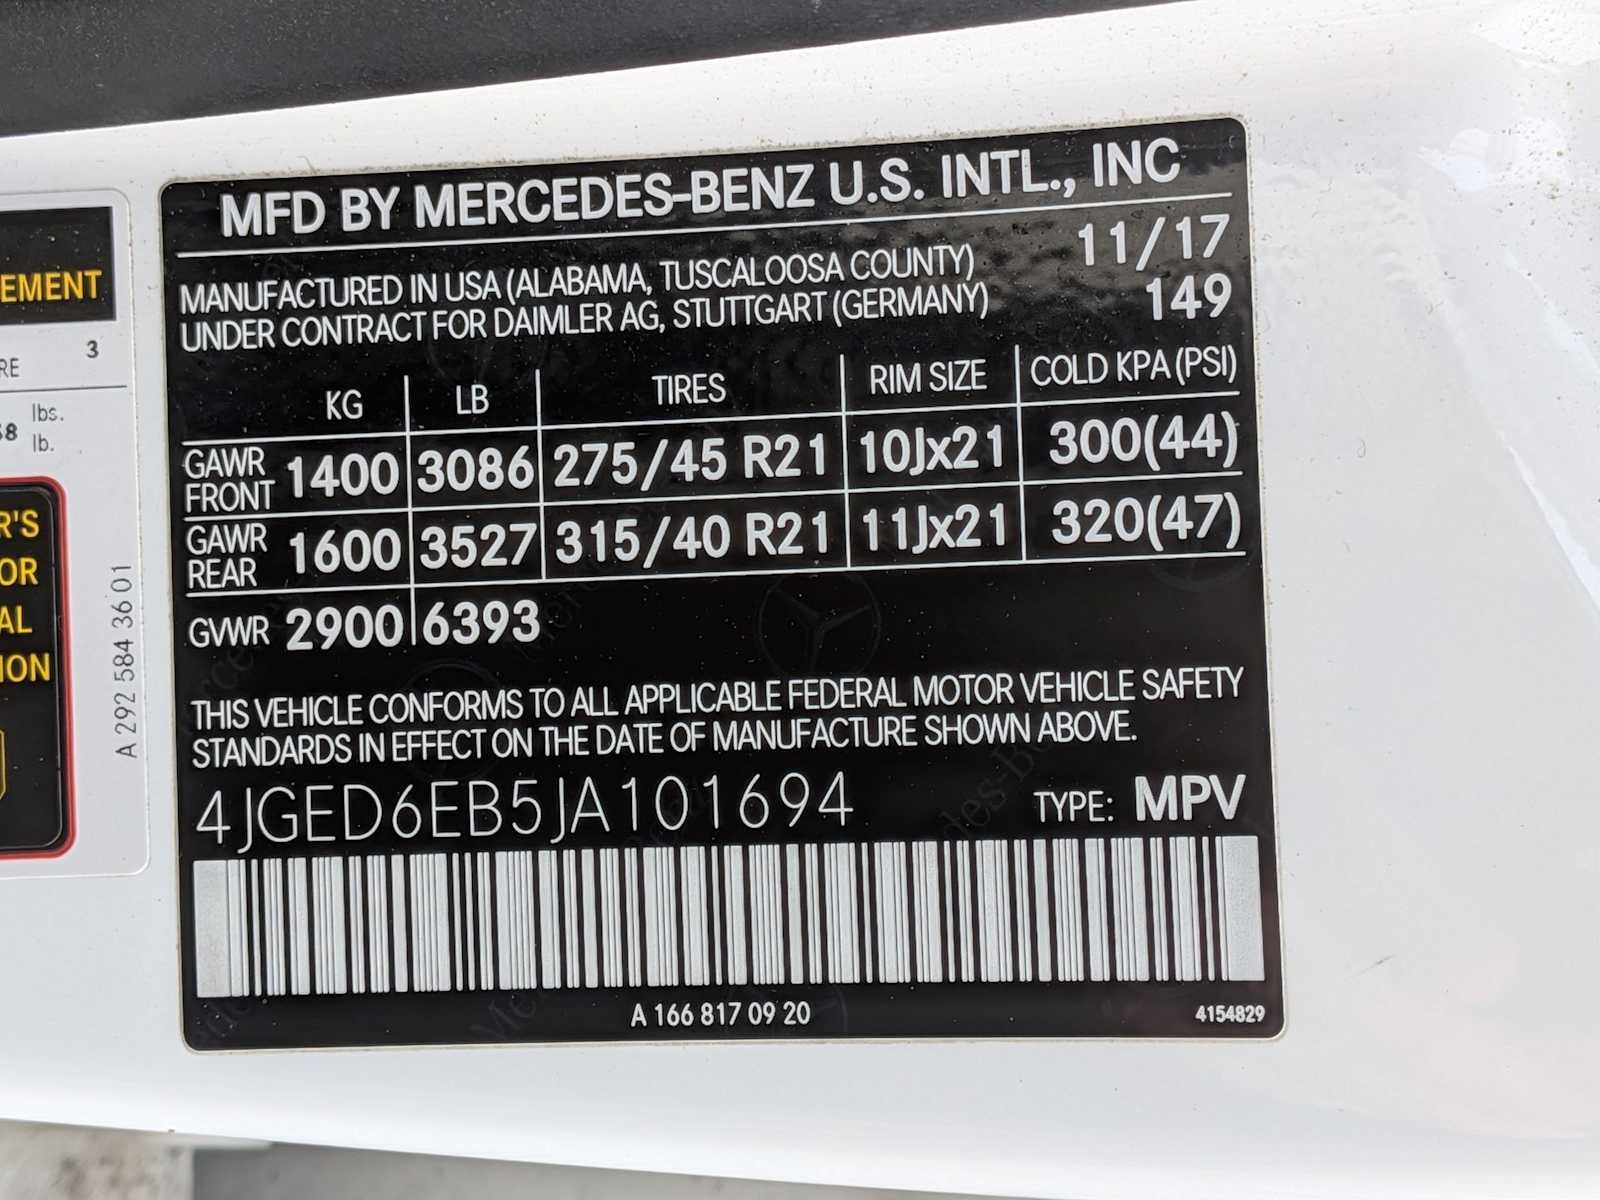 MFD BY MERCEDES-BENZ U.S. INTL., INC
11/17
MANUFACTURED IN USA (ALABAMA, TUSCALOOSA COUNTY)
UNDER CONTRACT FOR DAIMLER AG, STUTTGART (GERMANY)
149
KG LB TIRES RIM SIZE COLD KPA (PSI)
GAWR FRONT 1400 3086 275/45 R21 10Jx21 300(44)
GAWR REAR 1600 3527 315/40 R21 11Jx21 320(47)
GVWR 2900 6393
THIS VEHICLE CONFORMS TO ALL APPLICABLE FEDERAL MOTOR VEHICLE SAFETY
STANDARDS IN EFFECT ON THE DATE OF MANUFACTURE SHOWN ABOVE.
4JGED6EB5JA101694 TYPE: MPV
A 166 817 09 20
4154829
EMENT
RE 3
8 lbs.
lb.
R'S
OR
AL
ION
A 292 584 36 01